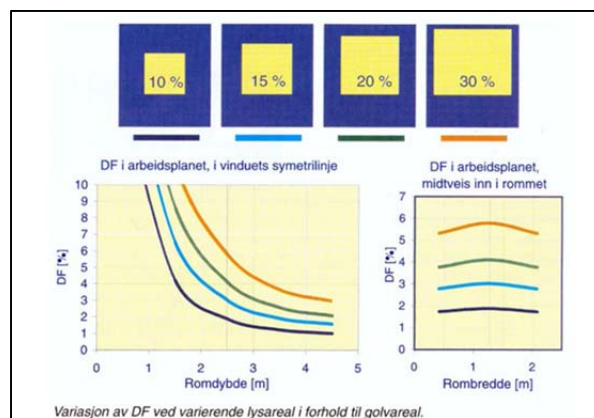 10 %
15 %
20 %
30 %
DF i arbeidsplanet, i vinduets symetrilinje
DF [%]
10
9
8
7
6
5
4
3
2
1
0
0 1 2 3 4 5
Romdybde [m]
DF i arbeidsplanet,
midtveis inn i rommet
DF [%]
7
6
5
4
3
2
1
0
0 1 2
Rombredde [m]
Variasjon av DF ved varierende lysareal i forhold til golvareal.